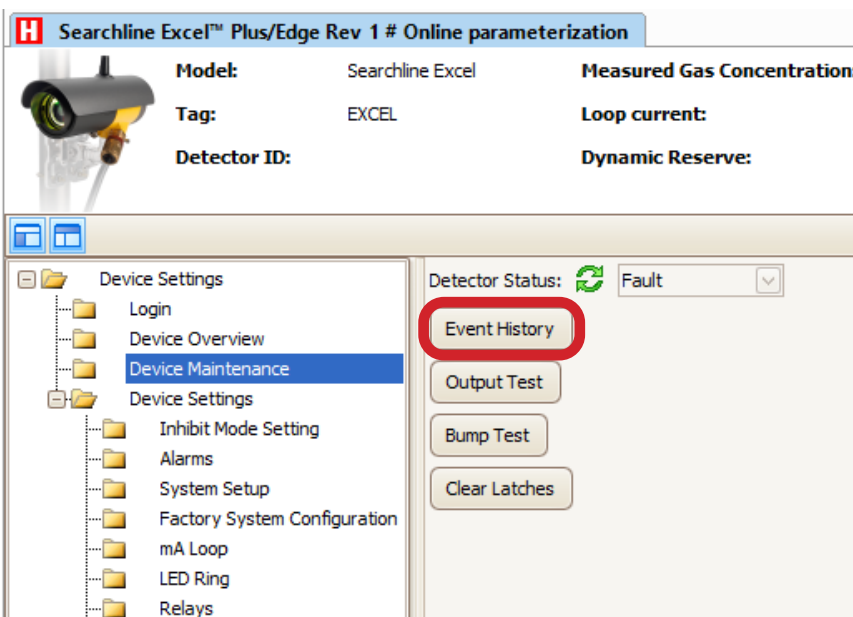 H Searchline Excel™ Plus/Edge Rev 1 # Online parameterization
Model: Searchline Excel Measured Gas Concentration:
Tag: EXCEL Loop current:
Detector ID: Dynamic Reserve:
Device Settings
Login
Device Overview
Device Maintenance
Device Settings
Inhibit Mode Setting
Alarms
System Setup
Factory System Configuration
mA Loop
LED Ring
Relays
Detector Status: Fault
Event History
Output Test
Bump Test
Clear Latches